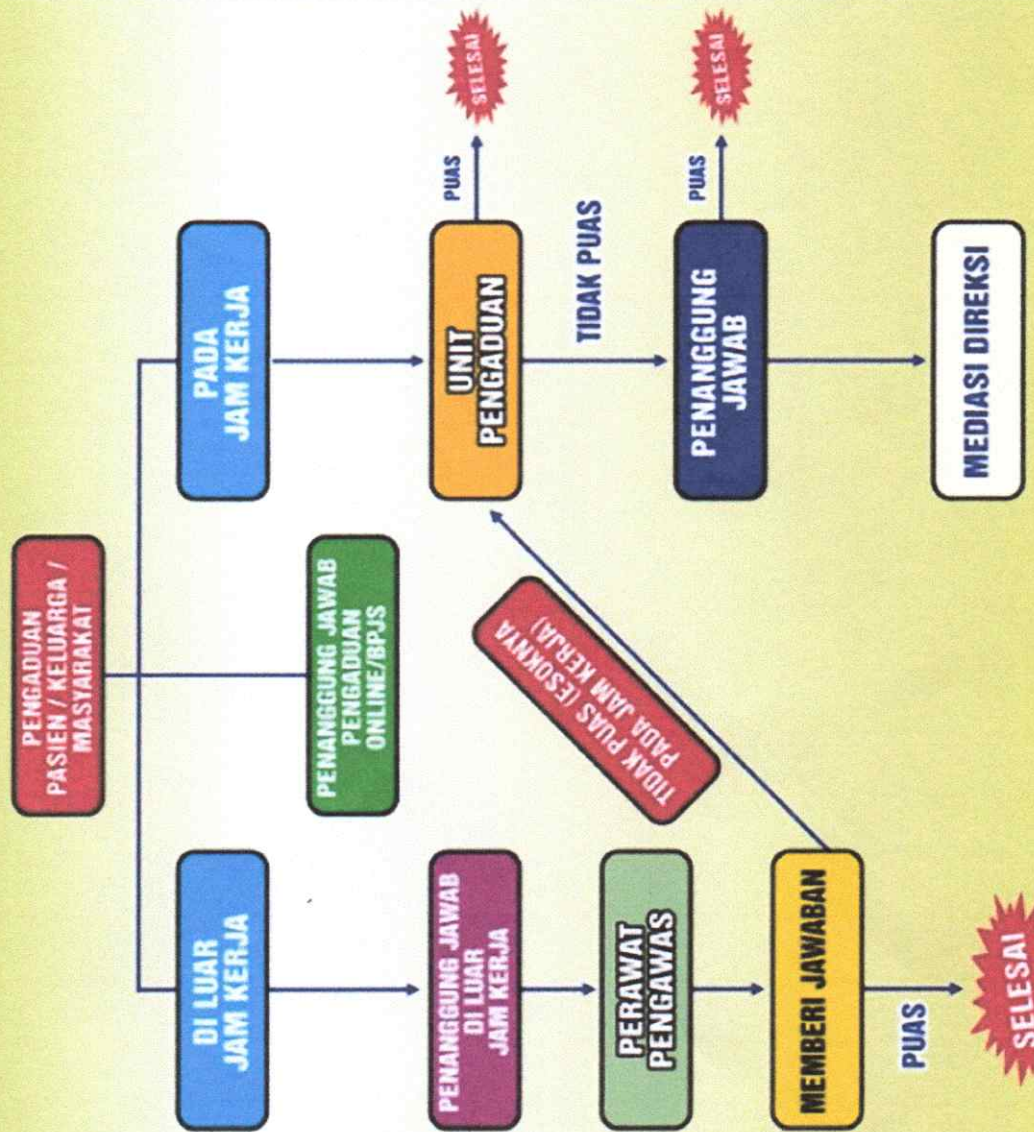 PENGADUAN
PASIEN / KELUARGA /
MASYARAKAT
DI LUAR
JAM KERJA
PENANGGUNG JAWAB
PENGADUAN
ONLINE/BPJS
PADA
JAM KERJA
PENANGGUNG JAWAB
DI LUAR
JAM KERJA
PERAWAT
PENGAWAS
MEMBERI JAWABAN
PUAS
SELESAI
TIDAK PUAS (ESOKNYA
PADA JAM KERJA)
UNIT
PENGADUAN
PUAS
SELESAI
TIDAK PUAS
PENANGGUNG
JAWAB
PUAS
SELESAI
MEDIASI DIREKSI